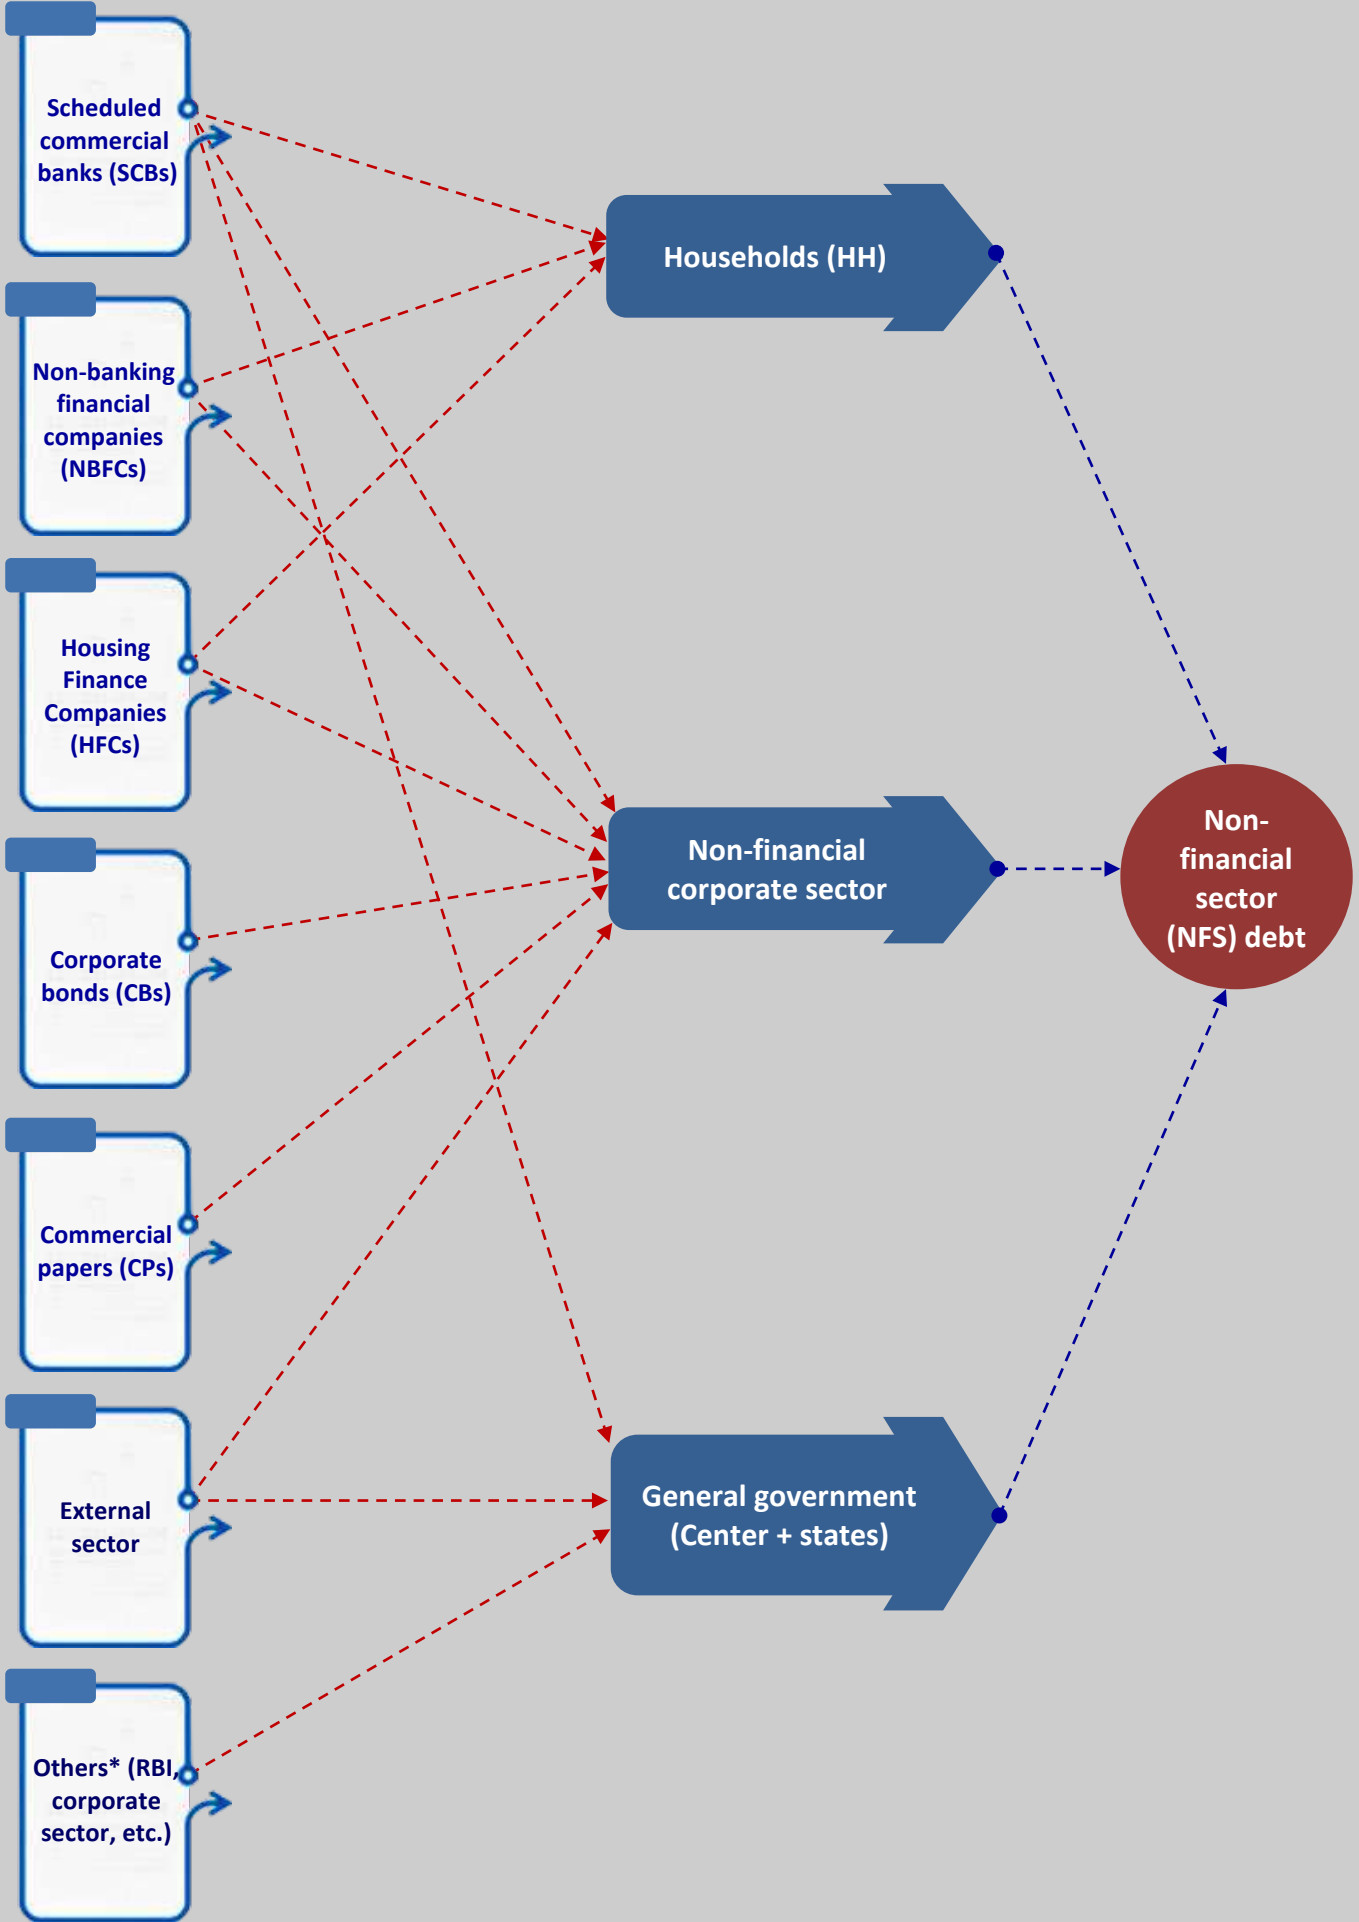 Scheduled
commercial
banks (SCBs)
Households (HH)
Non-banking
financial
companies
(NBFCs)
Housing
Finance
Companies
(HFCs)
Non-financial
corporate sector
Non-
financial
sector
(NFS) debt
Corporate
bonds (CBs)
Commercial
papers (CPs)
External
sector
General government
(Center + states)
Others* (RBI,
corporate
sector, etc.)